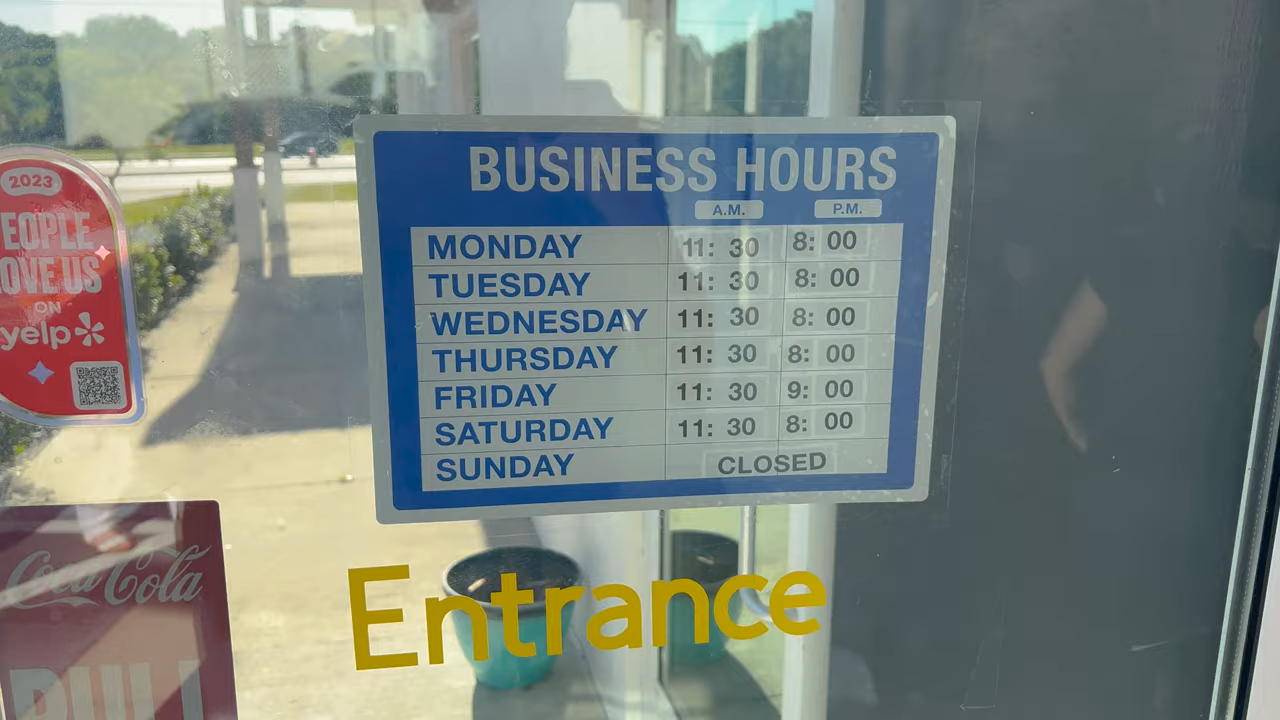 BUSINESS HOURS
A.M. P.M.
MONDAY 11: 30 8: 00
TUESDAY 11: 30 8: 00
WEDNESDAY 11: 30 8: 00
THURSDAY 11: 30 8: 00
FRIDAY 11: 30 9: 00
SATURDAY 11: 30 8: 00
SUNDAY CLOSED
2023
EOPLE
OVE US
ON
yelp
Coca Cola
PULL
Entrance